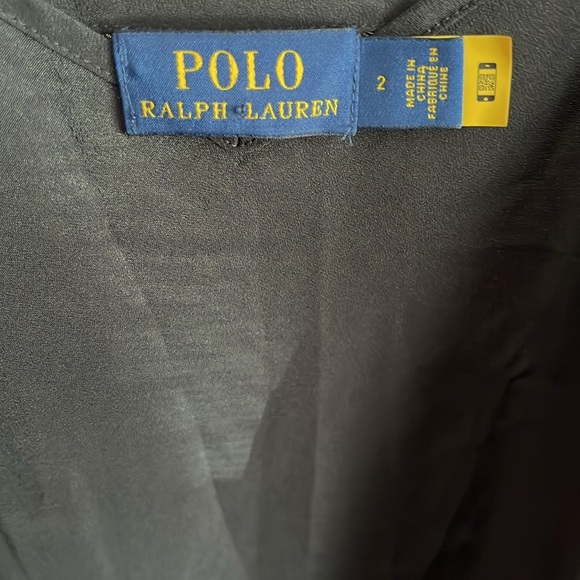 POLO
RALPH LAUREN
2
MADE IN
CHINA
FABRIQUÉ EN
CHINE